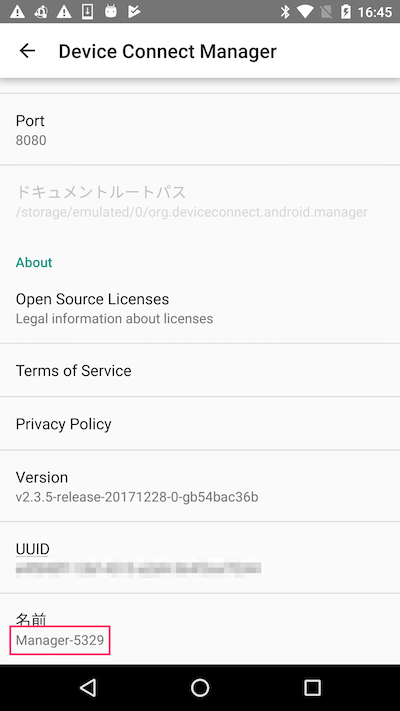 16:45
Device Connect Manager
Port
8080
ドキュメントルートパス
/storage/emulated/0/org.deviceconnect.android.manager
About
Open Source Licenses
Legal information about licenses
Terms of Service
Privacy Policy
Version
v2.3.5-release-20171228-0-gb54bac36b
UUID
名前
Manager-5329